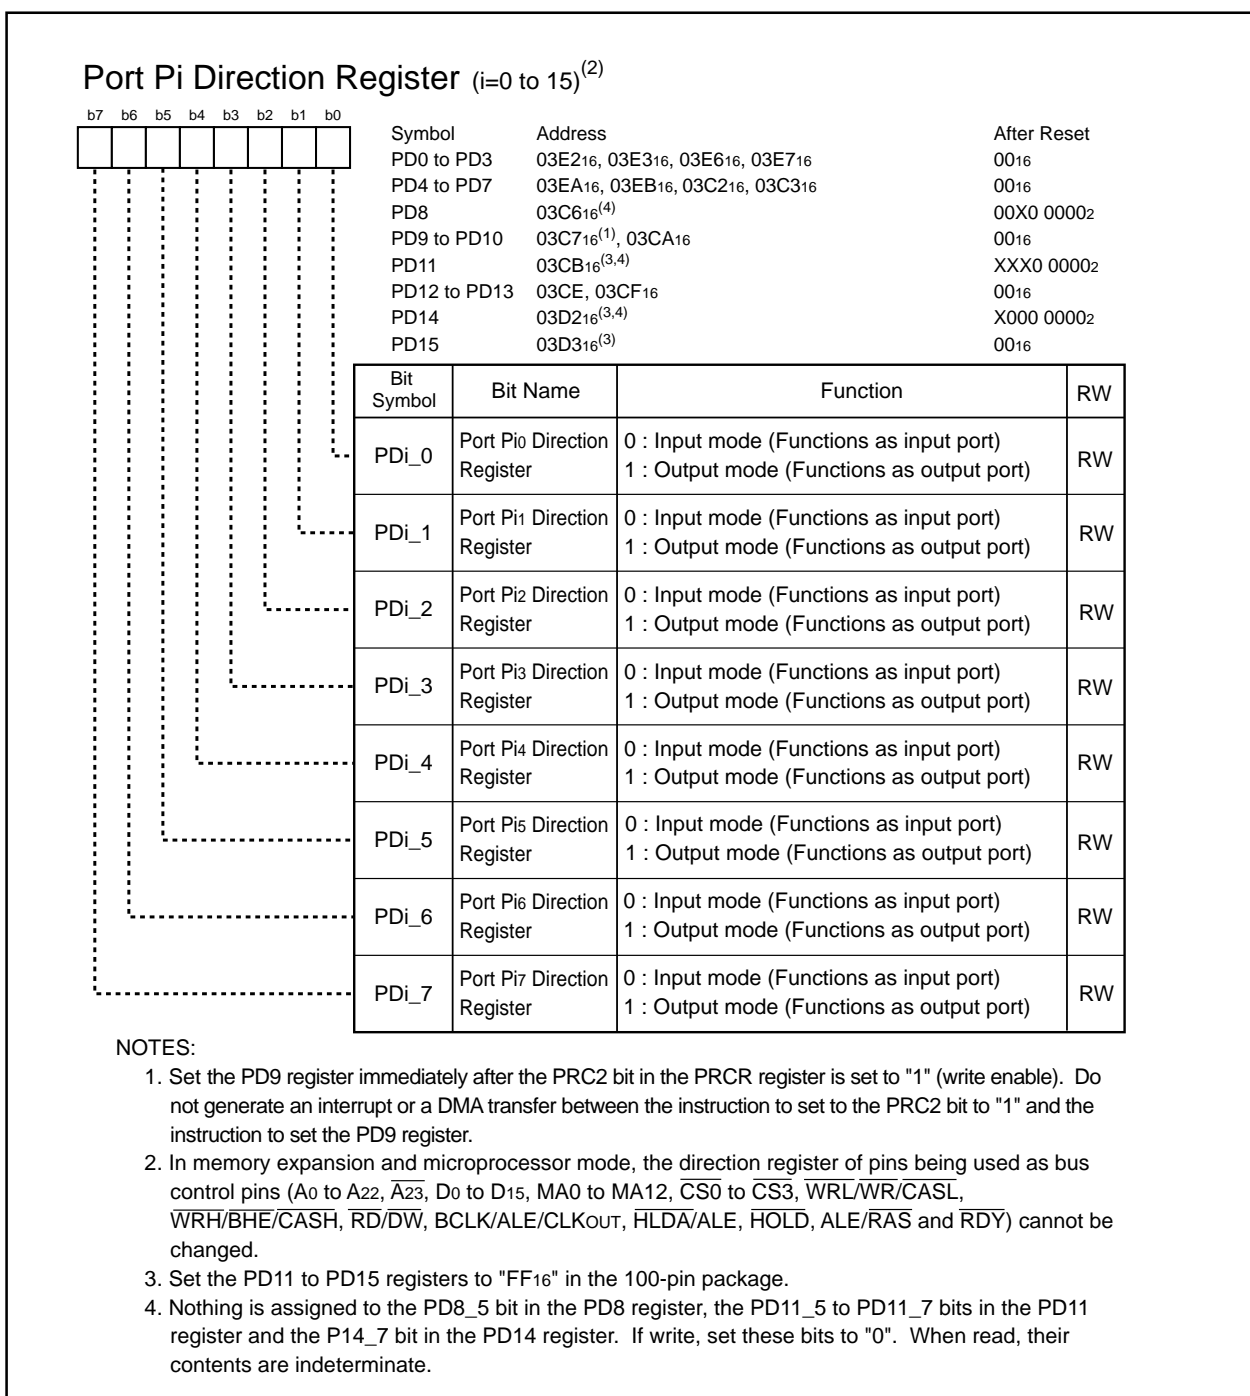 Port Pi Direction Register (i=0 to 15)(2)
b7 b6 b5 b4 b3 b2 b1 b0
Symbol Address After Reset
PD0 to PD3 03E216, 03E316, 03E616, 03E716 0016
PD4 to PD7 03EA16, 03EB16, 03C216, 03C316 0016
PD8 03C616(4) 00X0 00002
PD9 to PD10 03C716(1), 03CA16 0016
PD11 03CB16(3,4) XXX0 00002
PD12 to PD13 03CE, 03CF16 0016
PD14 03D216(3,4) X000 00002
PD15 03D316(3) 0016
Bit Symbol Bit Name Function RW
PDi_0 Port Pi0 Direction Register 0 : Input mode (Functions as input port) RW
1 : Output mode (Functions as output port)
PDi_1 Port Pi1 Direction Register 0 : Input mode (Functions as input port) RW
1 : Output mode (Functions as output port)
PDi_2 Port Pi2 Direction Register 0 : Input mode (Functions as input port) RW
1 : Output mode (Functions as output port)
PDi_3 Port Pi3 Direction Register 0 : Input mode (Functions as input port) RW
1 : Output mode (Functions as output port)
PDi_4 Port Pi4 Direction Register 0 : Input mode (Functions as input port) RW
1 : Output mode (Functions as output port)
PDi_5 Port Pi5 Direction Register 0 : Input mode (Functions as input port) RW
1 : Output mode (Functions as output port)
PDi_6 Port Pi6 Direction Register 0 : Input mode (Functions as input port) RW
1 : Output mode (Functions as output port)
PDi_7 Port Pi7 Direction Register 0 : Input mode (Functions as input port) RW
1 : Output mode (Functions as output port)
NOTES:
1. Set the PD9 register immediately after the PRC2 bit in the PRCR register is set to "1" (write enable). Do
not generate an interrupt or a DMA transfer between the instruction to set to the PRC2 bit to "1" and the
instruction to set the PD9 register.
2. In memory expansion and microprocessor mode, the direction register of pins being used as bus
control pins (A0 to A22, A23, D0 to D15, MA0 to MA12, CS0 to CS3, WRL/WR/CASL,
WRH/BHE/CASH, RD/DW, BCLK/ALE/CLKOUT, HLDA/ALE, HOLD, ALE/RAS and RDY) cannot be
changed.
3. Set the PD11 to PD15 registers to "FF16" in the 100-pin package.
4. Nothing is assigned to the PD8_5 bit in the PD8 register, the PD11_5 to PD11_7 bits in the PD11
register and the P14_7 bit in the PD14 register. If write, set these bits to "0". When read, their
contents are indeterminate.